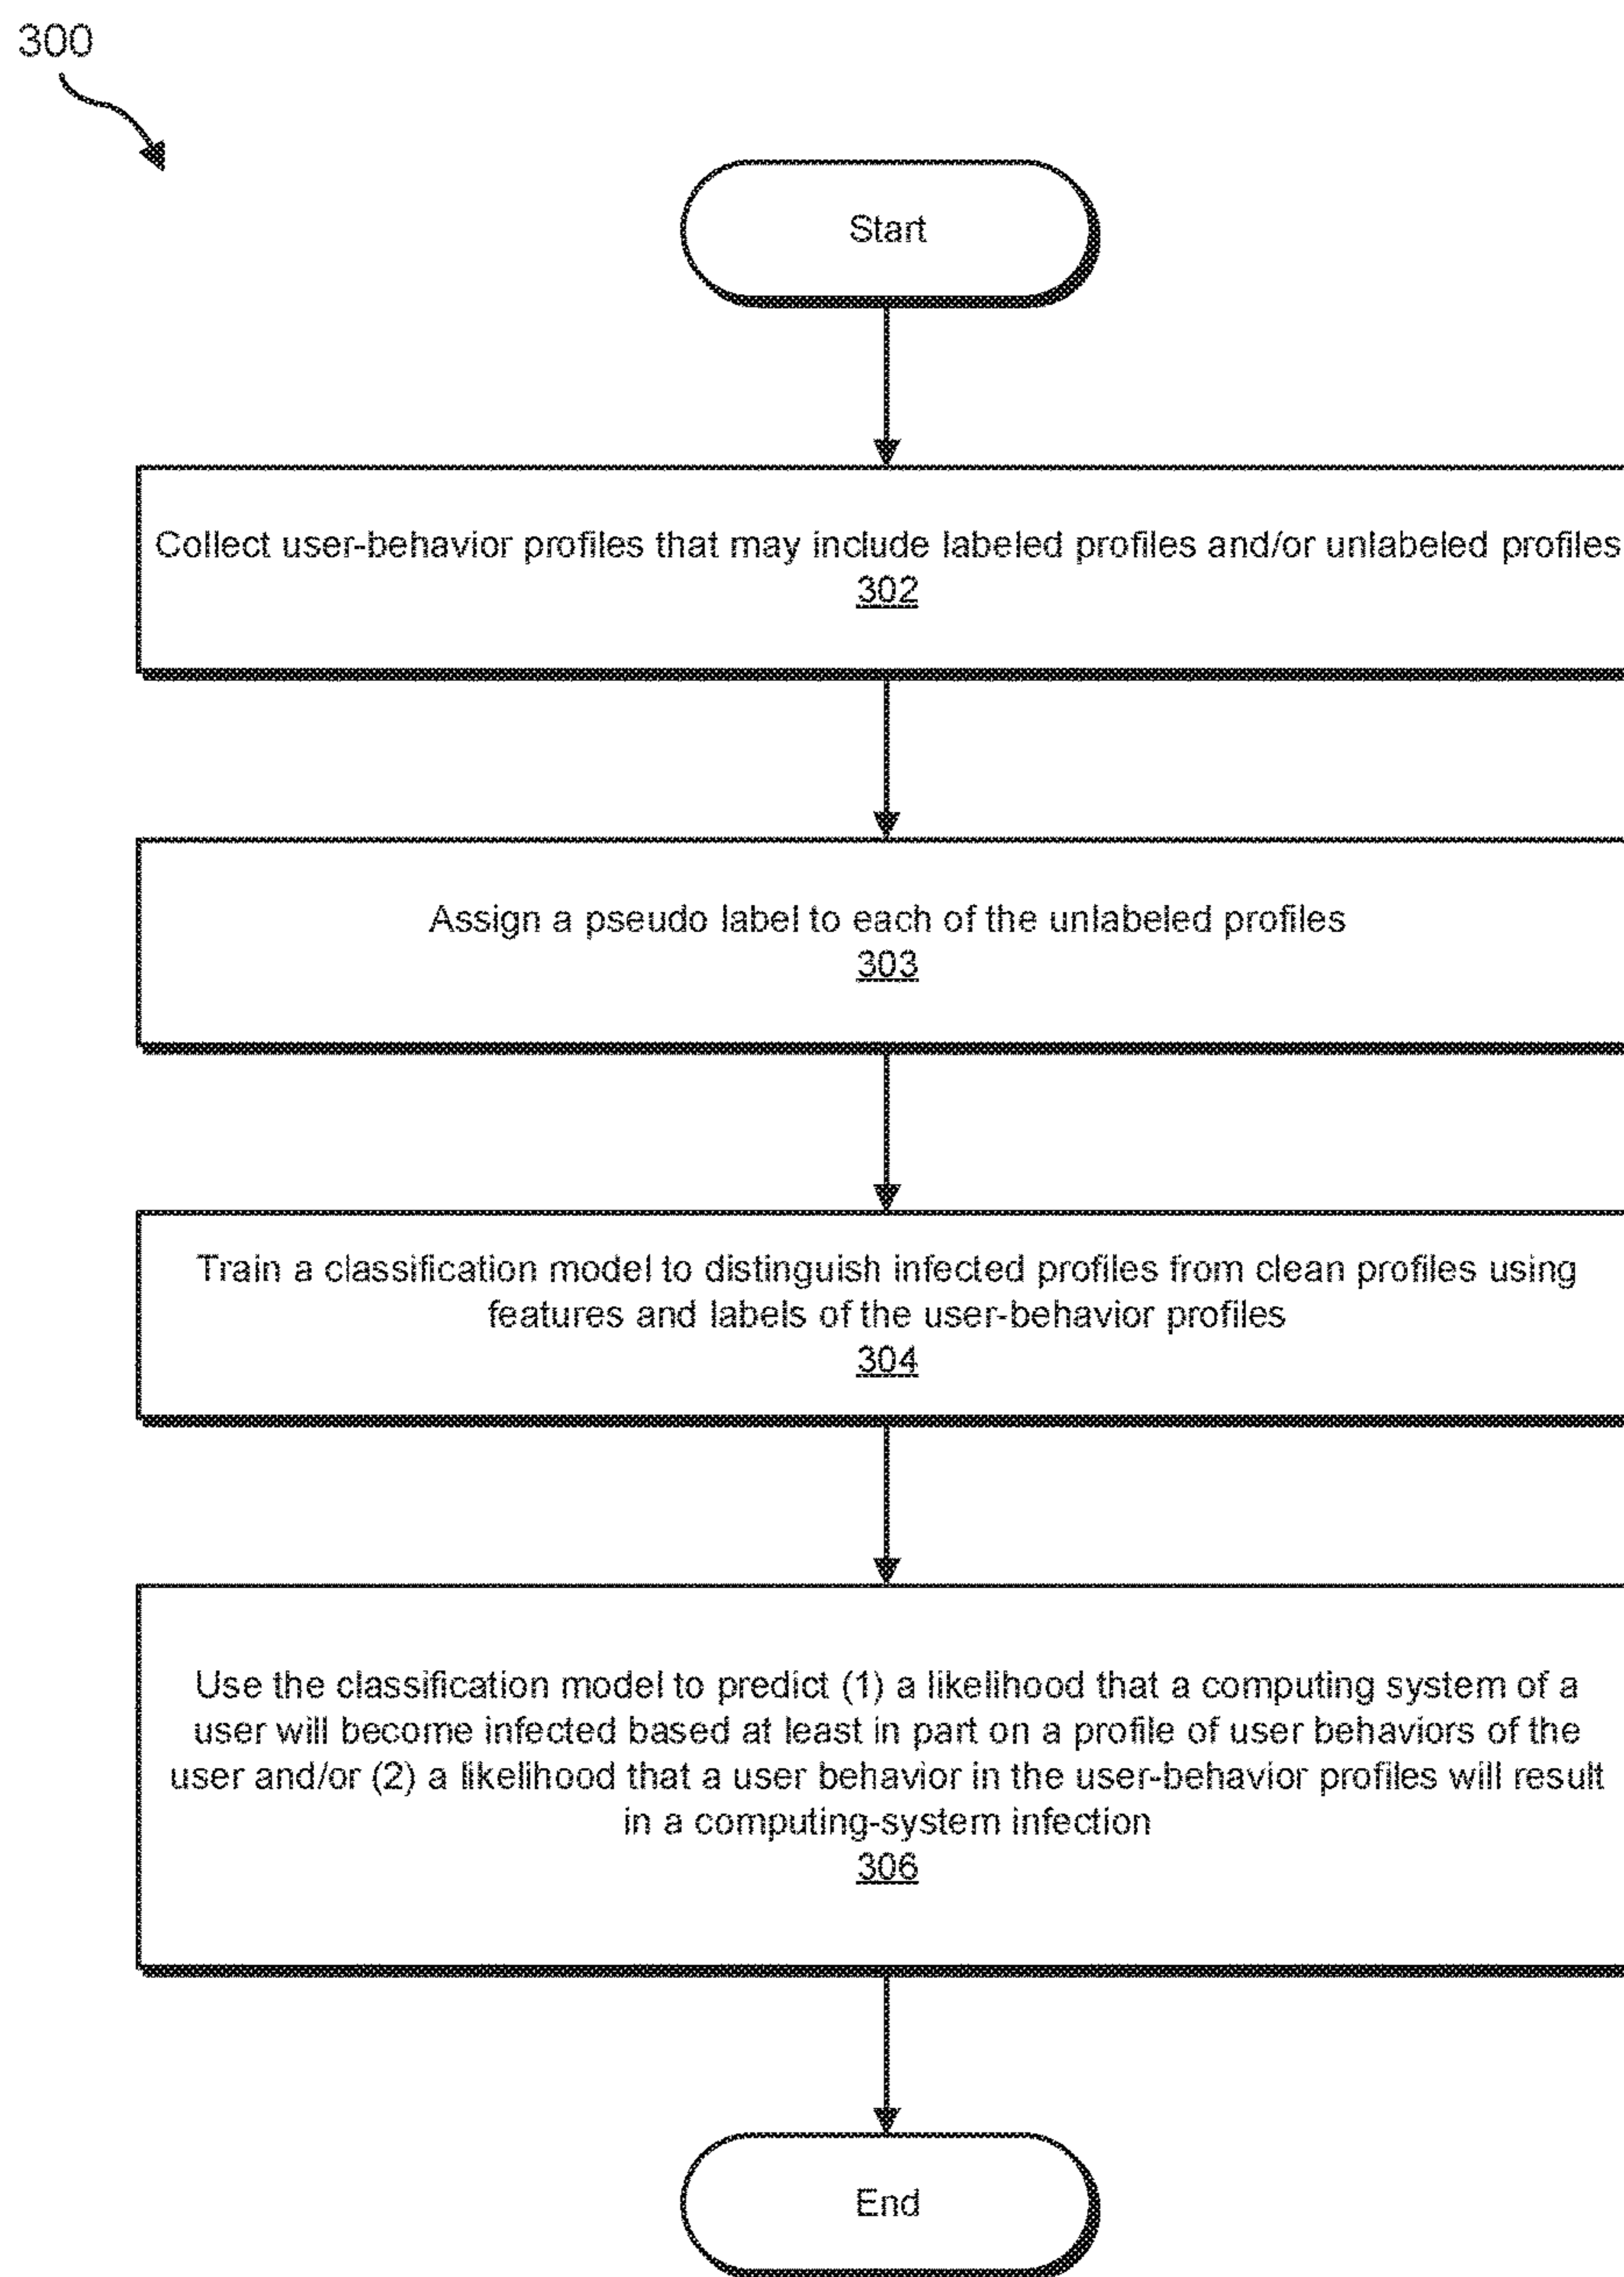 300
Start
Collect user-behavior profiles that may include labeled profiles and/or unlabeled profiles
302
Assign a pseudo label to each of the unlabeled profiles
303
Train a classification model to distinguish infected profiles from clean profiles using
features and labels of the user-behavior profiles
304
Use the classification model to predict (1) a likelihood that a computing system of a
user will become infected based at least in part on a profile of user behaviors of the
user and/or (2) a likelihood that a user behavior in the user-behavior profiles will result
in a computing-system infection
306
End